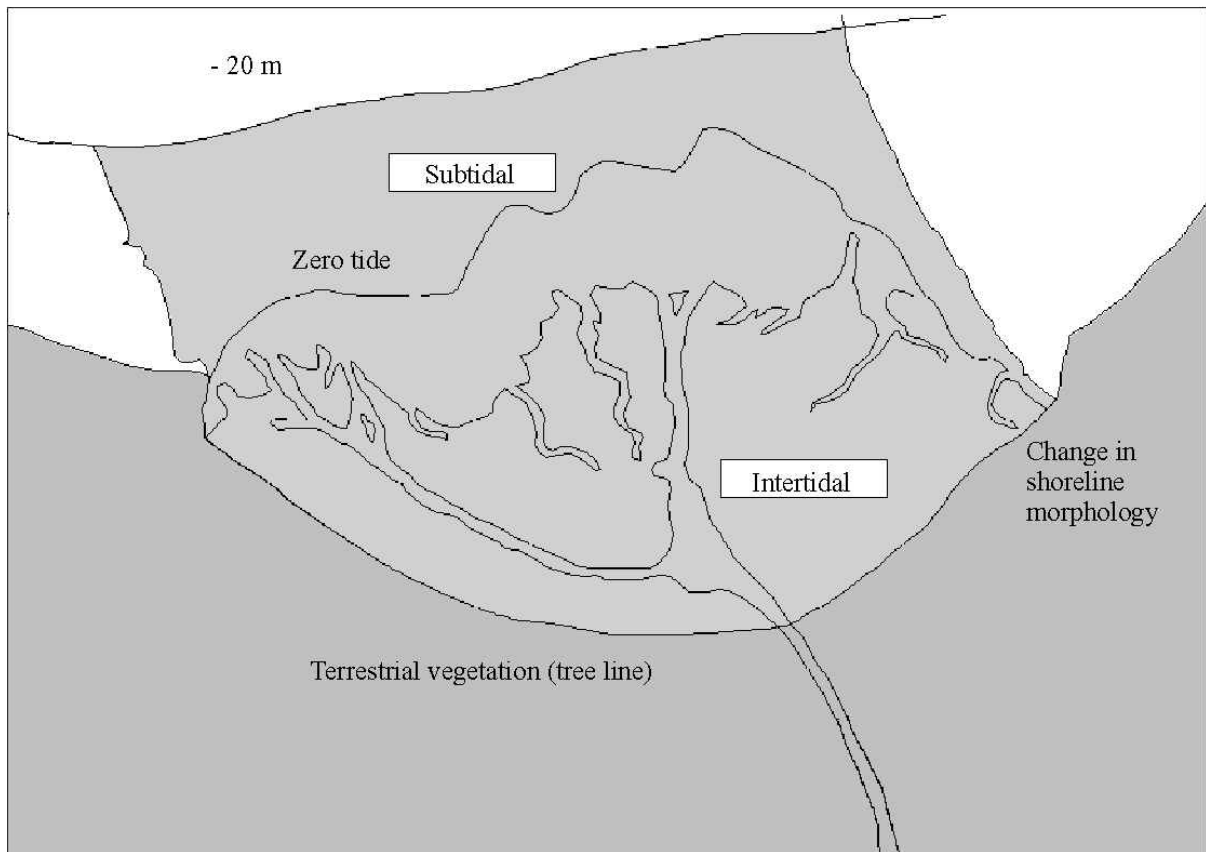 - 20 m
Subtidal
Zero tide
Intertidal
Change in
shoreline
morphology
Terrestrial vegetation (tree line)